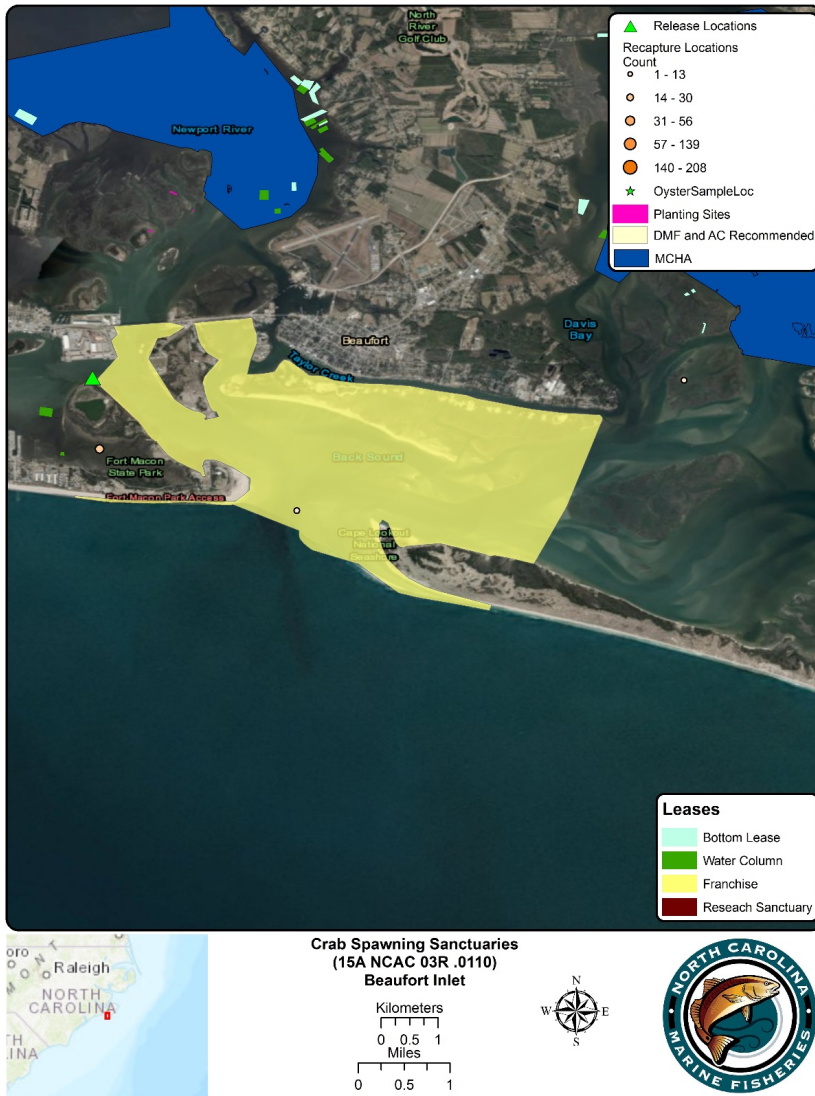 North
River
Golf Club
Newport River
Beaufort
Taylor Creek
Davis
Bay
Back Sound
Fort Macon
State Park
Fort Macon Park Access
Cape Lookout
National
Seashore
Release Locations
Recapture Locations
Count
1 - 13
14 - 30
31 - 56
57 - 139
140 - 208
OysterSampleLoc
Planting Sites
DMF and AC Recommended
MCHA
Leases
Bottom Lease
Water Column
Franchise
Reseach Sanctuary
oro
Raleigh
MONT
NORTH
CAROLINA
TH
LINA
Crab Spawning Sanctuaries
(15A NCAC 03R .0110)
Beaufort Inlet
Kilometers
0 0.5 1
Miles
0 0.5 1
N
W E
S
NORTH CAROLINA
MARINE FISHERIES